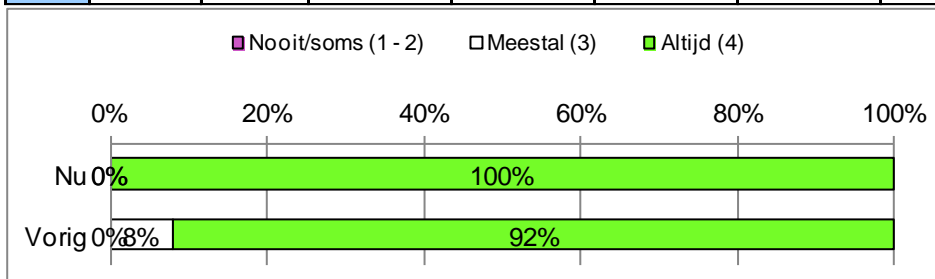 Nooit/soms (1 - 2) Meestal (3) Altijd (4)
0% 20% 40% 60% 80% 100%
Nu 0% 100%
Vorig 0% 8% 92%